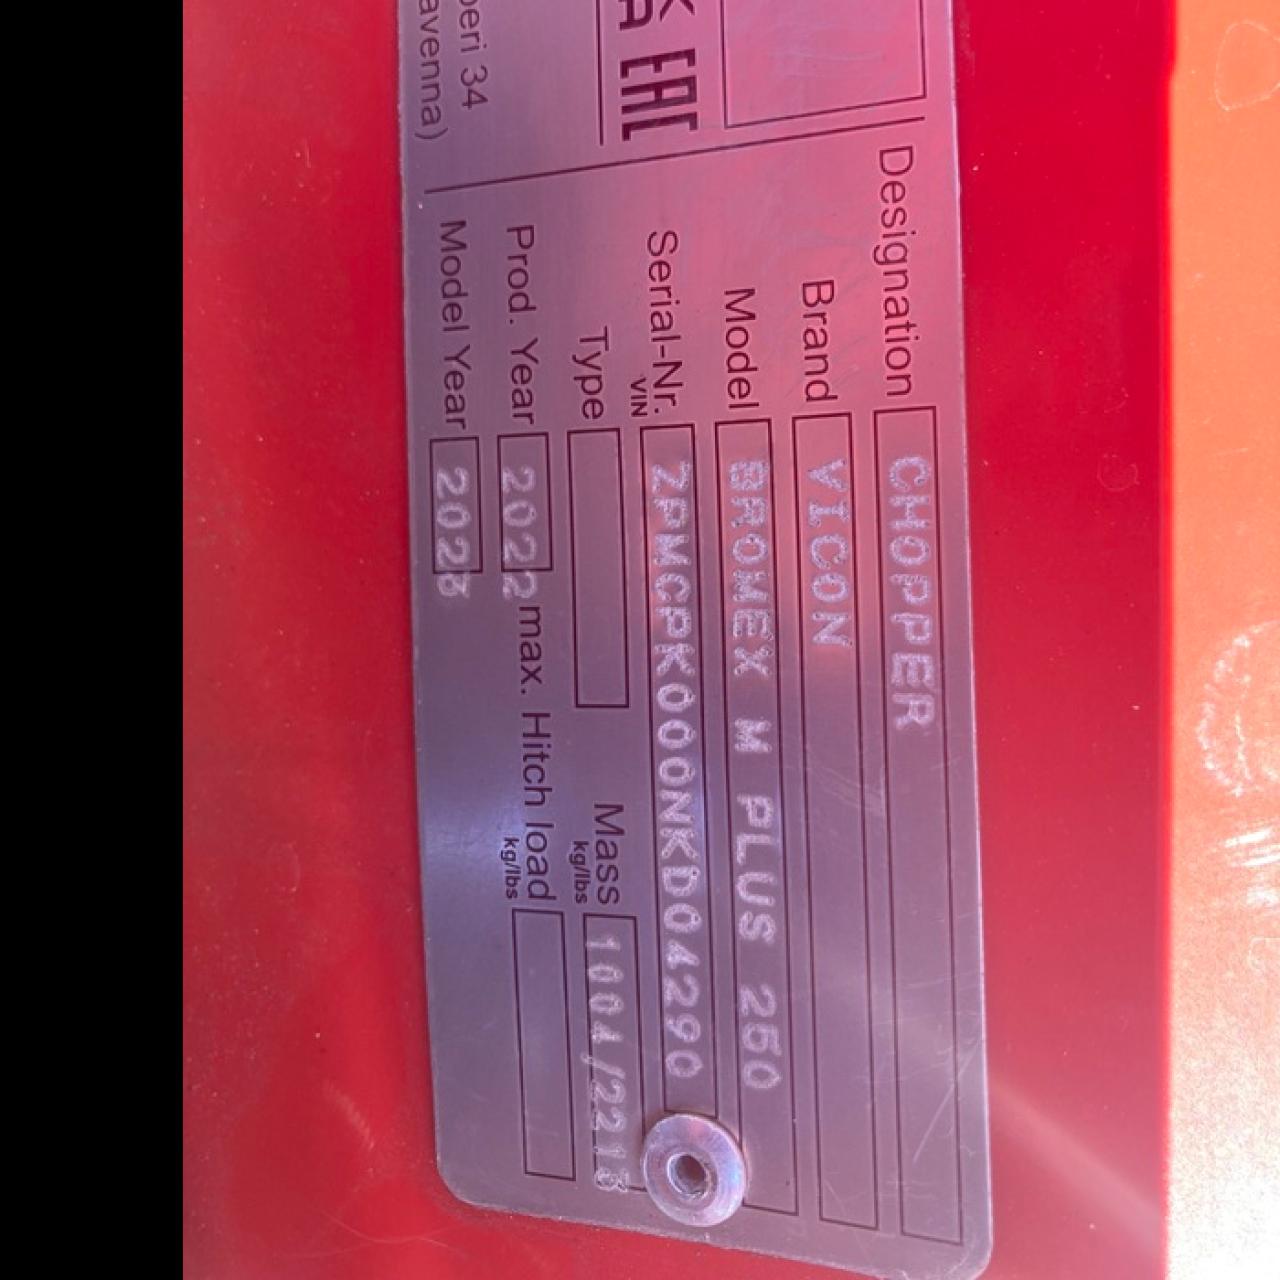 Designation CHOPPER
Brand VICON
Model BROMEX M PLUS 250
Serial-Nr. VIN ZPMCPK000NKD04290
Type
Mass kg/lbs 1004/2213
Prod. Year 2022
max. Hitch load kg/lbs
Model Year 2023
EAC
peri 34
avenna)